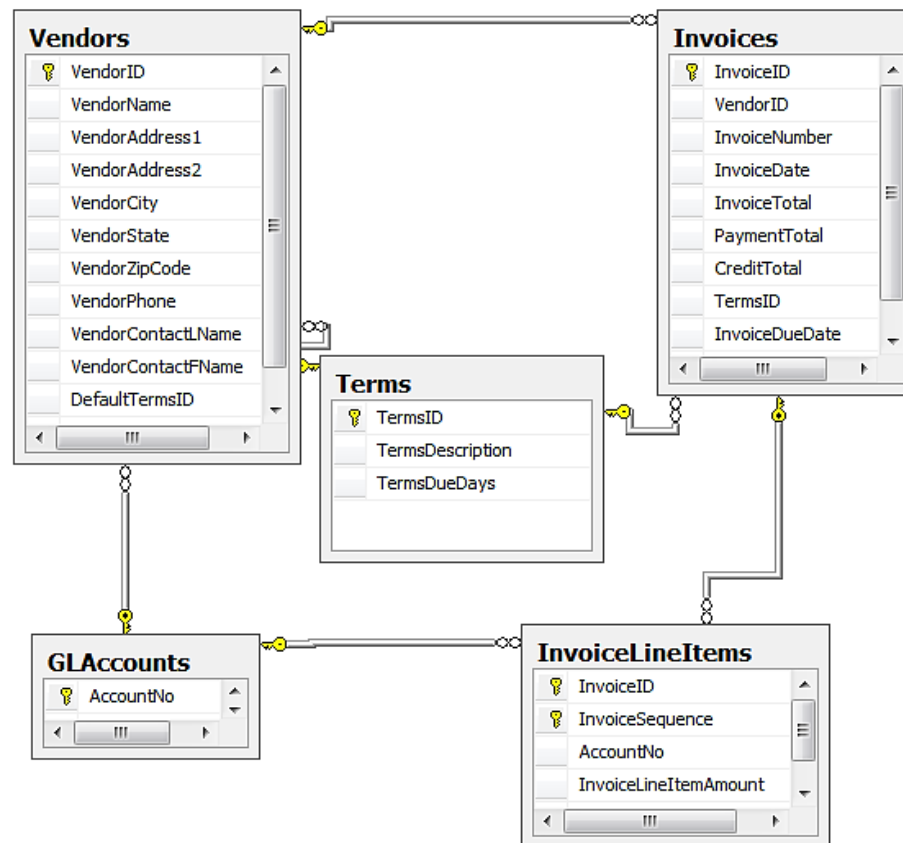 Vendors
VendorID
VendorName
VendorAddress1
VendorAddress2
VendorCity
VendorState
VendorZipCode
VendorPhone
VendorContactLName
VendorContactFName
DefaultTermsID
Invoices
InvoiceID
VendorID
InvoiceNumber
InvoiceDate
InvoiceTotal
PaymentTotal
CreditTotal
TermsID
InvoiceDueDate
Terms
TermsID
TermsDescription
TermsDueDays
GLAccounts
AccountNo
InvoiceLineItems
InvoiceID
InvoiceSequence
AccountNo
InvoiceLineItemAmount